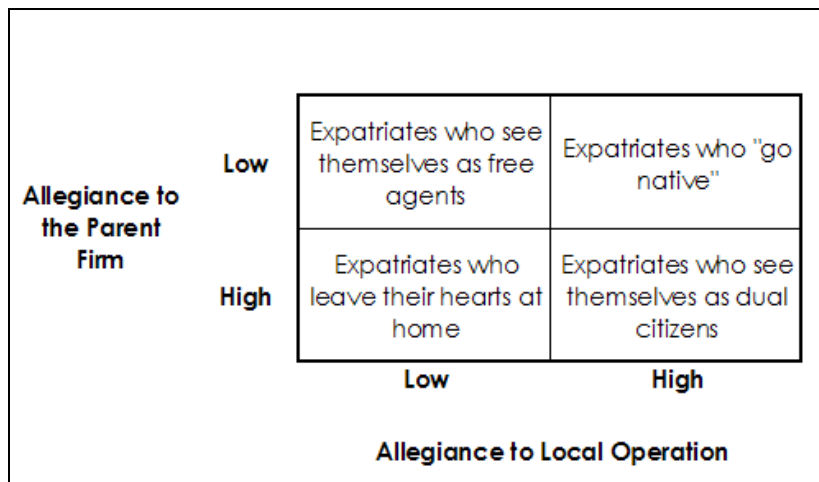 Expatriates who see
themselves as free
agents
Expatriates who "go
native"
Low
Allegiance to
the Parent
Firm
High
Expatriates who
leave their hearts at
home
Expatriates who see
themselves as dual
citizens
Low
High
Allegiance to Local Operation